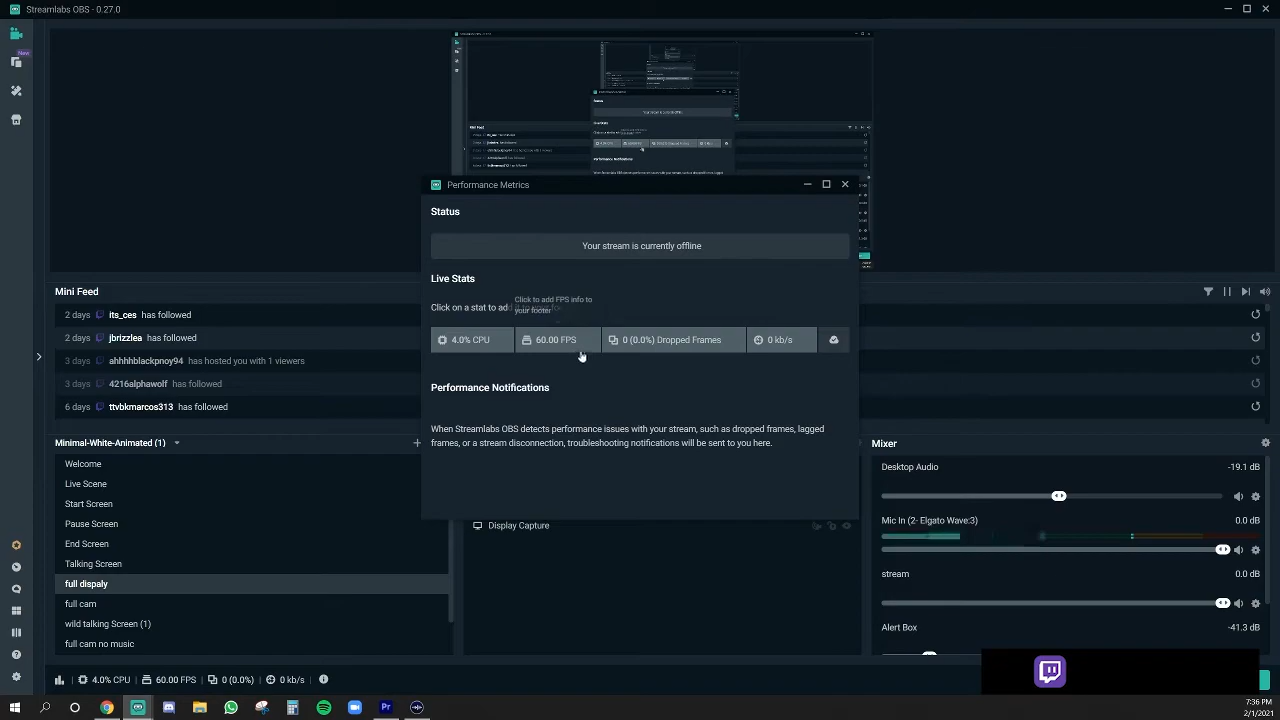 Streamlabs OBS - 0.27.0
New
Performance Metrics
Status
Your stream is currently offline
Live Stats
Click on a stat to add
Click to add FPS info to
your footer
4.0% CPU
60.00 FPS
0 (0.0%) Dropped Frames
0 kb/s
Performance Notifications
When Streamlabs OBS detects performance issues with your stream, such as dropped frames, lagged
frames, or a stream disconnection, troubleshooting notifications will be sent to you here.
Mini Feed
2 days its_ces has followed
2 days jbrizzlea has followed
3 days ahhhhblackpnoy94 has hosted you with 1 viewers
3 days 4216alphawolf has followed
6 days ttvbkmarcos313 has followed
Minimal-White-Animated (1)
Welcome
Live Scene
Start Screen
Pause Screen
End Screen
Talking Screen
full dispaly
full cam
wild talking Screen (1)
full cam no music
Display Capture
Mixer
Desktop Audio -19.1 dB
Mic In (2- Elgato Wave:3) 0.0 dB
stream 0.0 dB
Alert Box -41.3 dB
4.0% CPU 60.00 FPS 0 (0.0%) 0 kb/s
7:36 PM
2/1/2021